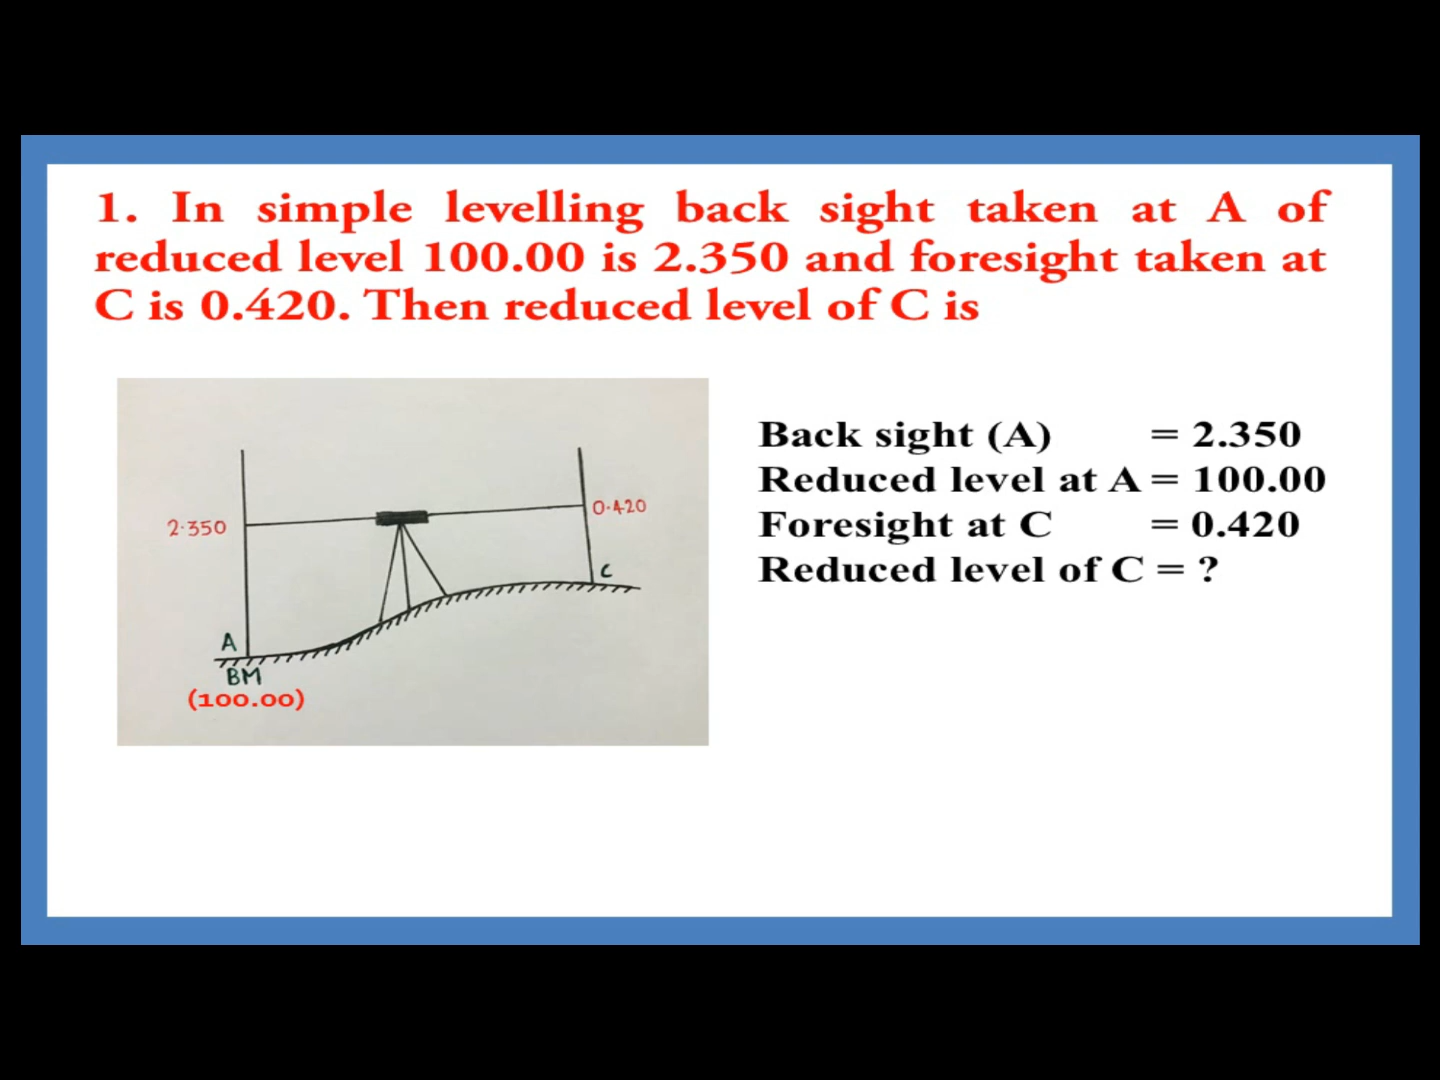 1. In simple levelling back sight taken at A of
reduced level 100.00 is 2.350 and foresight taken at
C is 0.420. Then reduced level of C is
Back sight (A) = 2.350
Reduced level at A = 100.00
Foresight at C = 0.420
Reduced level of C = ?
2.350
0.420
C
A
BM
(100.00)